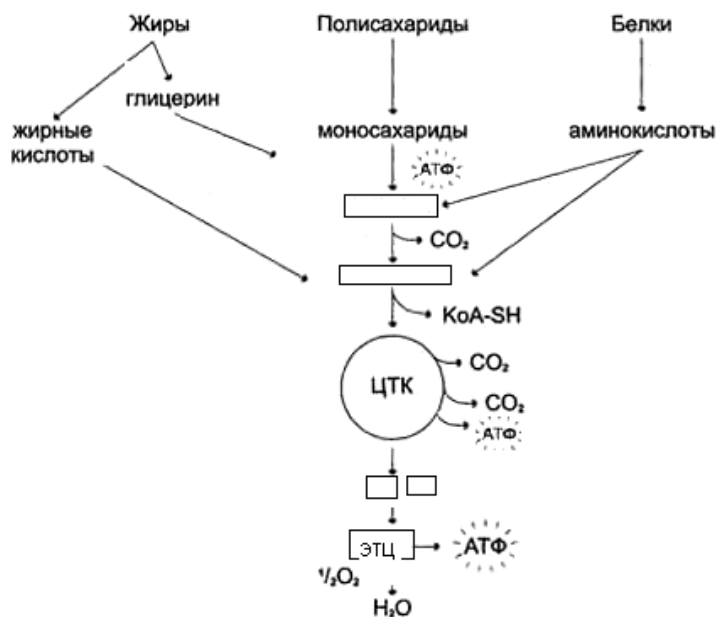 Жиры
Полисахариды
Белки
глицерин
жирные
кислоты
моносахариды
аминокислоты
АТФ
CO₂
KoA-SH
CO₂
ЦТК
CO₂
АТФ
ЭТЦ
АТФ
¹/₂O₂
H₂O